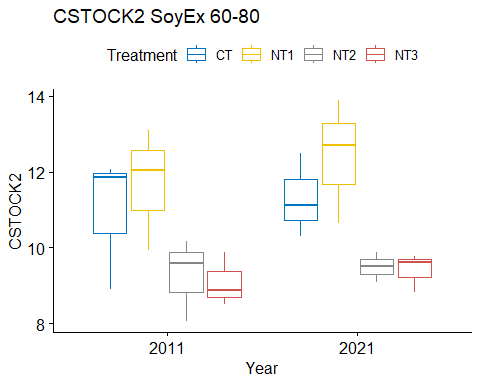 CSTOCK2 SoyEx 60-80
Treatment CT NT1 NT2 NT3
14
12
10
8
CSTOCK2
2011 2021
Year